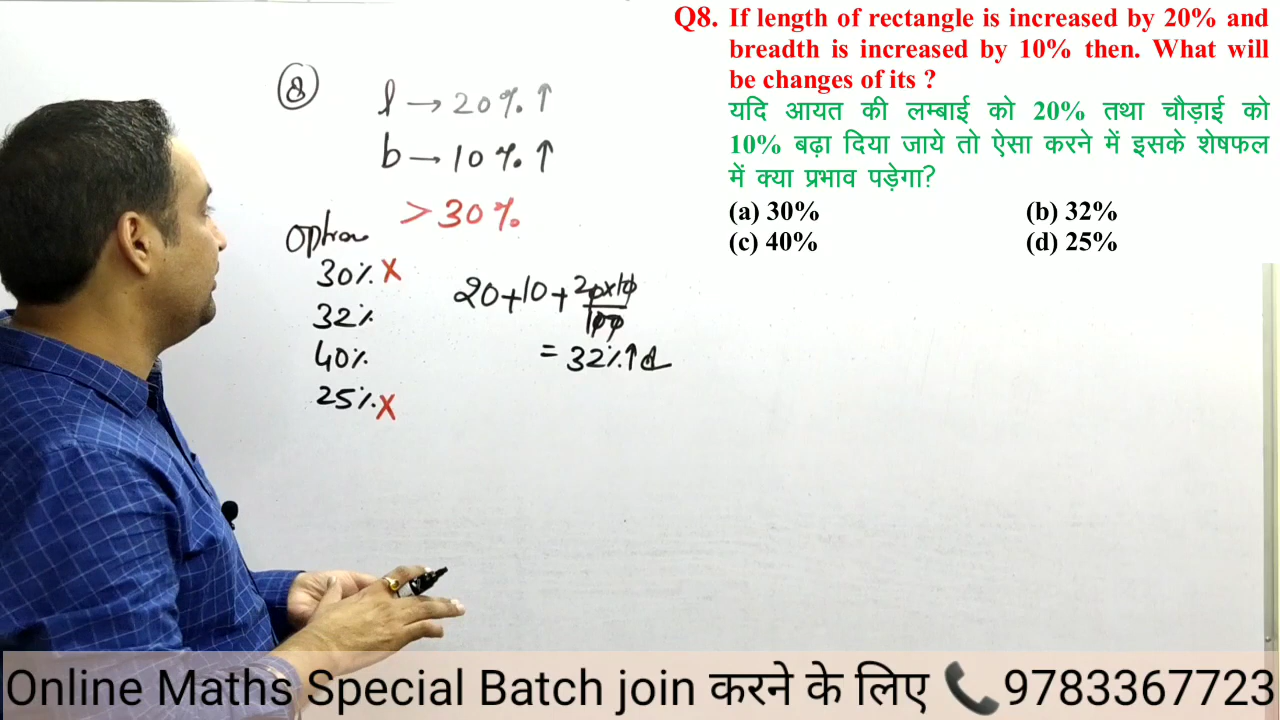 Q8. If length of rectangle is increased by 20% and
breadth is increased by 10% then. What will
be changes of its ?
यदि आयत की लम्बाई को 20% तथा चौड़ाई को
10% बढ़ा दिया जाये तो ऐसा करने में इसके शेषफल
में क्या प्रभाव पड़ेगा?
(a) 30% (b) 32%
(c) 40% (d) 25%
8
l → 20%↑
b → 10%↑
> 30%
option
30% X
32%
40%
25% X
20+10+20x10/100
= 32%↑
Online Maths Special Batch join करने के लिए 📞9783367723